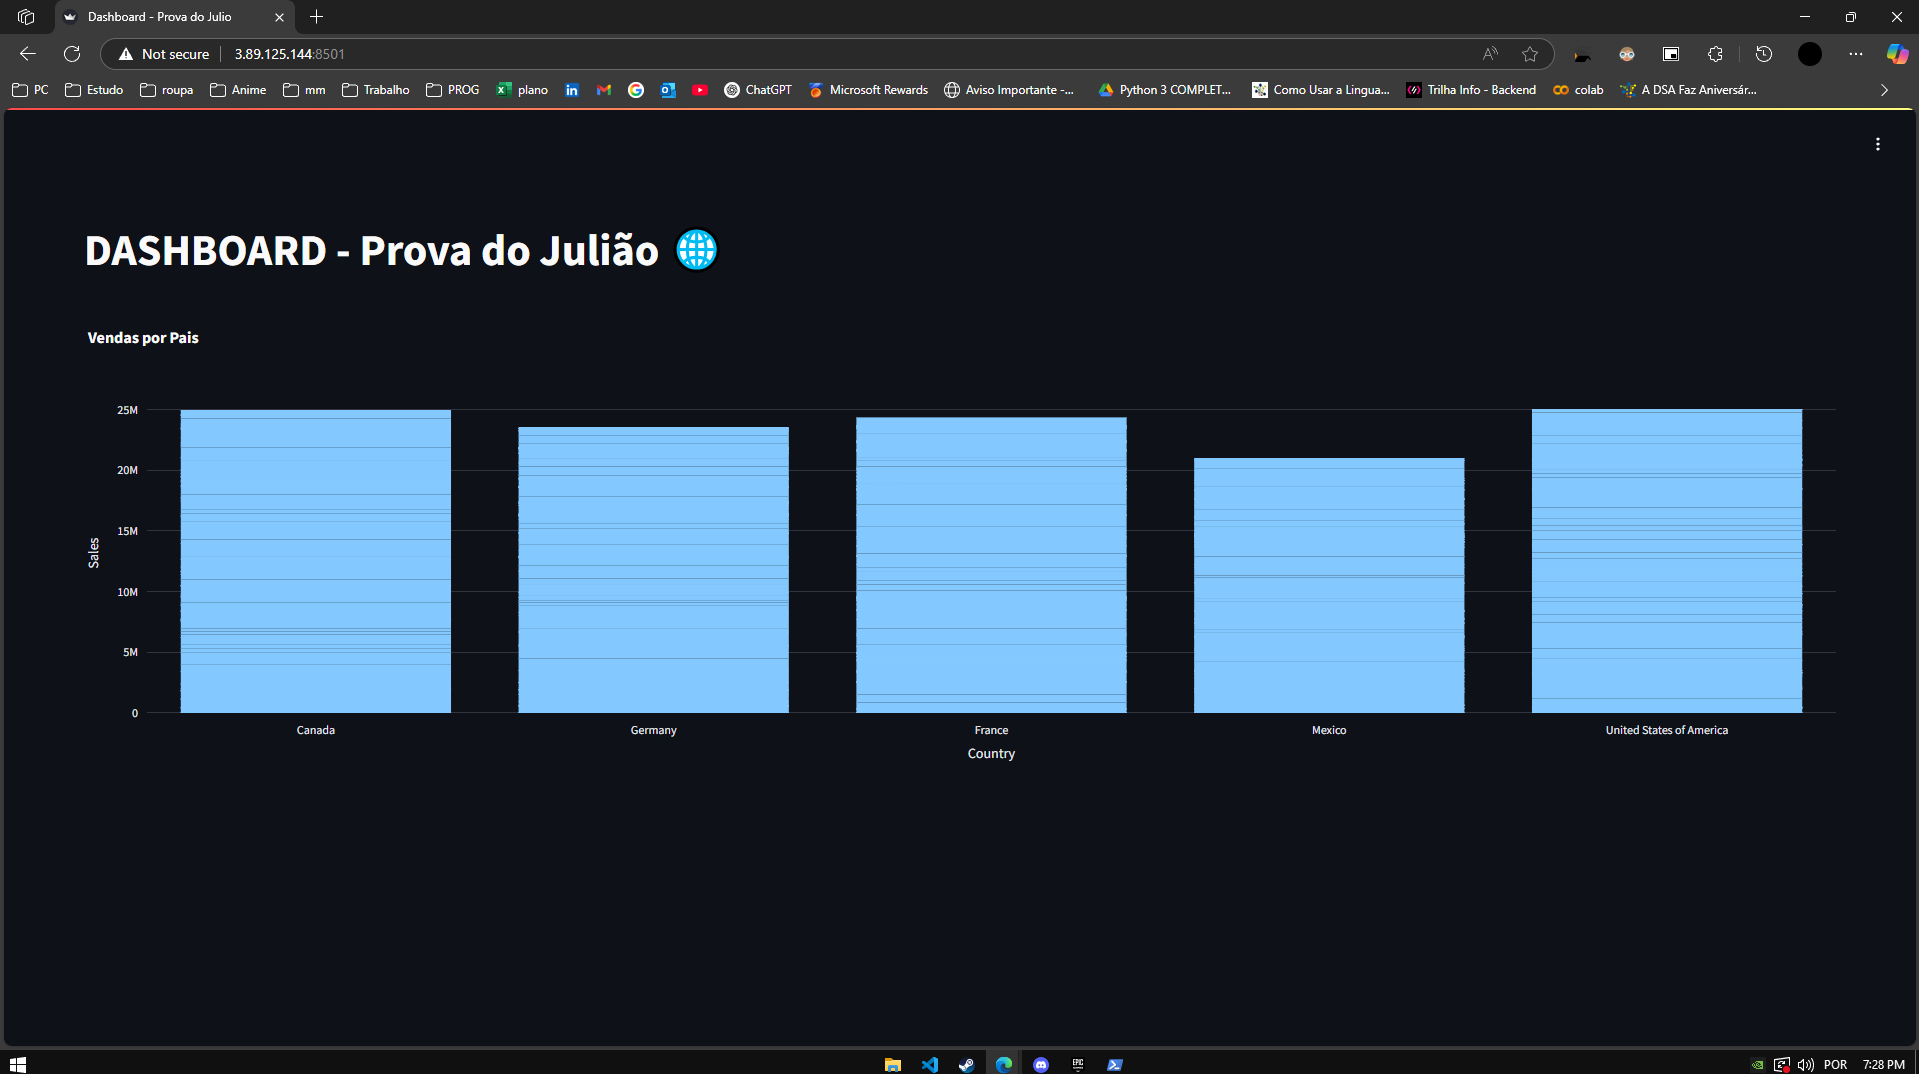 Dashboard - Prova do Julio
Not secure
3.89.125.144:8501
PC
Estudo
roupa
Anime
mm
Trabalho
PROG
plano
ChatGPT
Microsoft Rewards
Aviso Importante -...
Python 3 COMPLET...
Como Usar a Lingua...
Trilha Info - Backend
colab
A DSA Faz Aniversár...
DASHBOARD - Prova do Julião
Vendas por Pais
25M
20M
15M
10M
5M
0
Sales
Canada
Germany
France
Mexico
United States of America
Country
EPIC
POR
7:28 PM